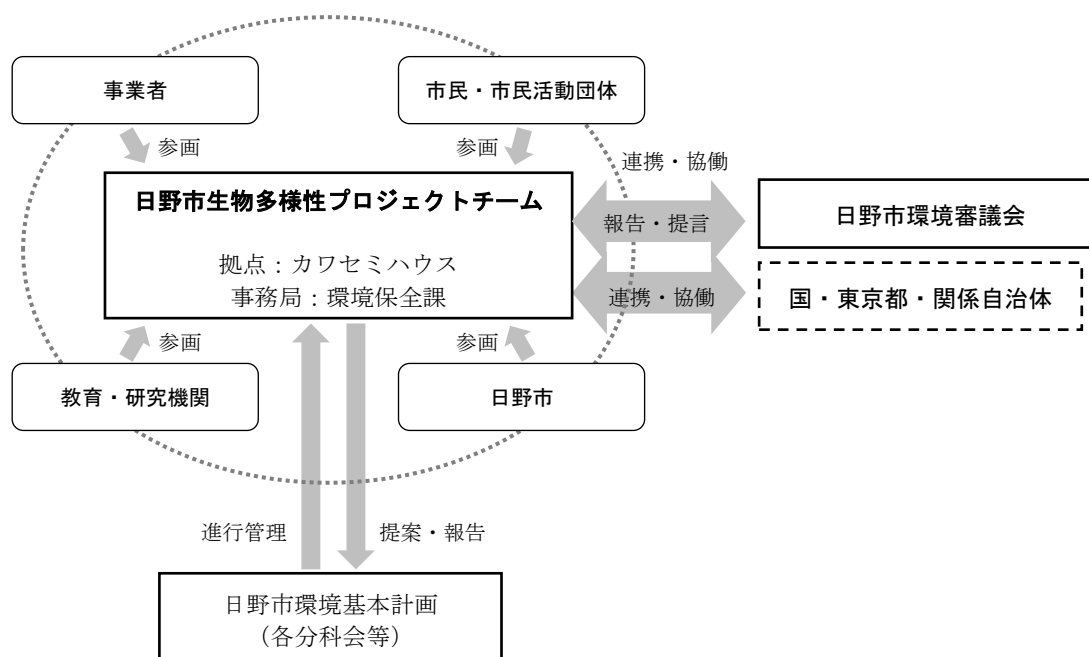 事業者
市民・市民活動団体
参画
参画
連携・協働
日野市生物多様性プロジェクトチーム
報告・提言
日野市環境審議会
拠点：カワセミハウス
事務局：環境保全課
連携・協働
国・東京都・関係自治体
参画
参画
教育・研究機関
日野市
進行管理
提案・報告
日野市環境基本計画
（各分科会等）